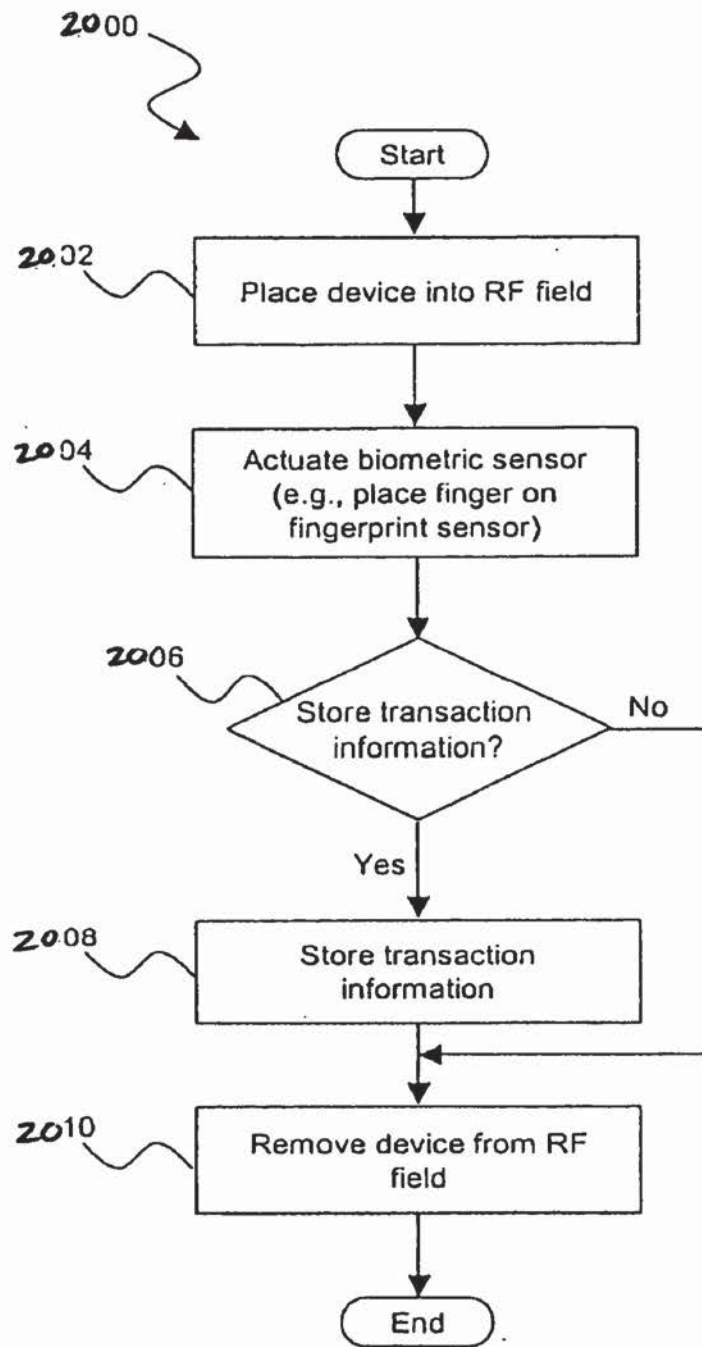 2000
Start
2002
Place device into RF field
2004
Actuate biometric sensor
(e.g., place finger on
fingerprint sensor)
2006
Store transaction
information?
No
Yes
2008
Store transaction
information
2010
Remove device from RF
field
End